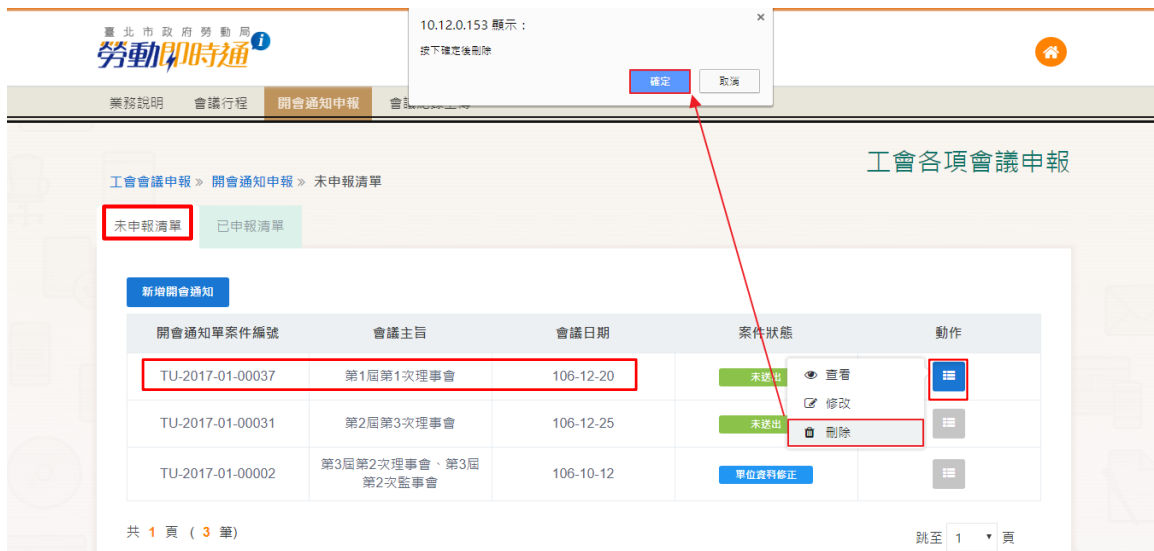 臺北市政府勞動局
勞動即時通
10.12.0.153 顯示：
按下確定後刪除
確定
取消
業務說明
會議行程
開會通知申報
工會各項會議申報
工會會議申報 » 開會通知申報 » 未申報清單
未申報清單
已申報清單
新增開會通知
開會通知單案件編號
會議主旨
會議日期
案件狀態
動作
TU-2017-01-00037
第1屆第1次理事會
106-12-20
未送出
查看
修改
刪除
TU-2017-01-00031
第2屆第3次理事會
106-12-25
未送出
TU-2017-01-00002
第3屆第2次理事會、第3屆
第2次監事會
106-10-12
單位資料修正
共 1 頁 ( 3 筆)
跳至 1 頁